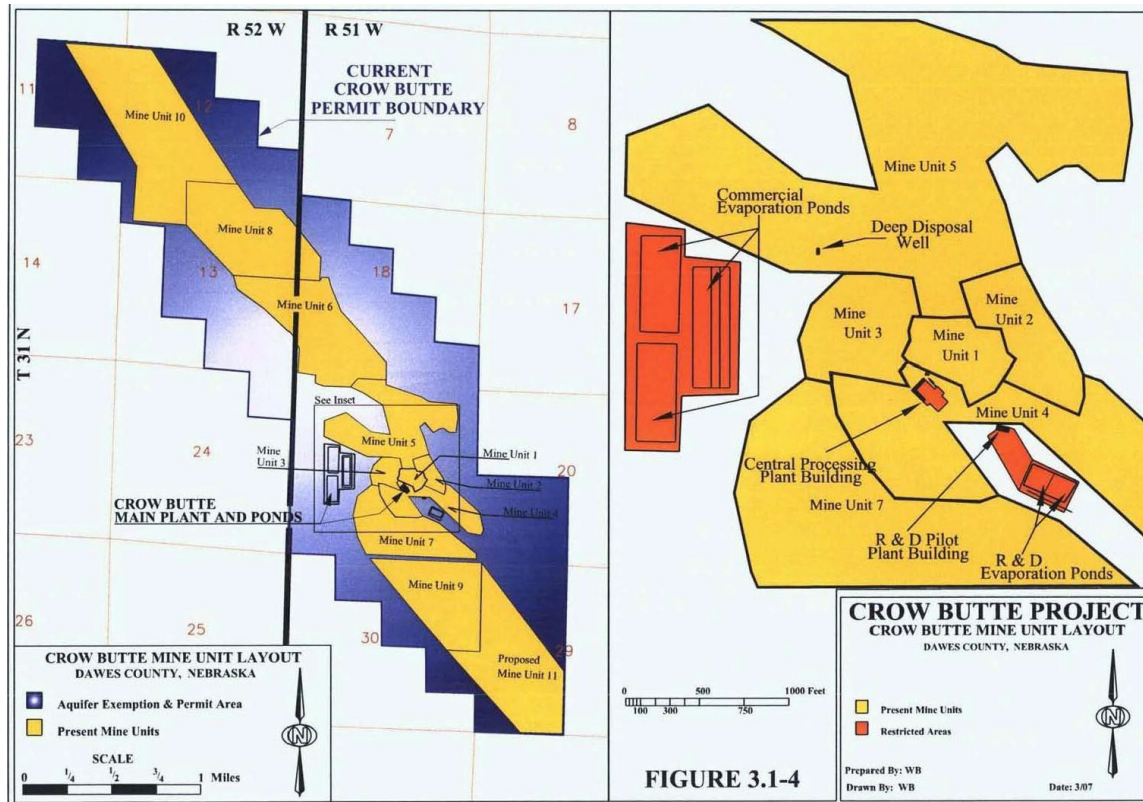 R 52 W
R 51 W
CURRENT
CROW BUTTE
PERMIT BOUNDARY
11
12
7
8
Mine Unit 10
14
13
18
17
Mine Unit 8
Mine Unit 6
T 31 N
See Inset
23
24
20
Mine Unit 5
Mine
Unit 3
Mine Unit 1
Mine Unit 2
Mine Unit 4
CROW BUTTE
MAIN PLANT AND PONDS
Mine Unit 7
Mine Unit 9
26
25
30
29
Proposed
Mine Unit 11
CROW BUTTE MINE UNIT LAYOUT
DAWES COUNTY, NEBRASKA
Aquifer Exemption & Permit Area
Present Mine Units
N
SCALE
0 1/4 1/2 3/4 1 Miles
Mine Unit 5
Commercial
Evaporation Ponds
Deep Disposal
Well
Mine
Unit 3
Mine
Unit 2
Mine
Unit 1
Mine Unit 4
Central Processing
Plant Building
Mine Unit 7
R & D Pilot
Plant Building
R & D
Evaporation Ponds
0 500 1000 Feet
100 300 750
FIGURE 3.1-4
CROW BUTTE PROJECT
CROW BUTTE MINE UNIT LAYOUT
DAWES COUNTY, NEBRASKA
Present Mine Units
Restricted Areas
N
Prepared By: WB
Drawn By: WB
Date: 3/07